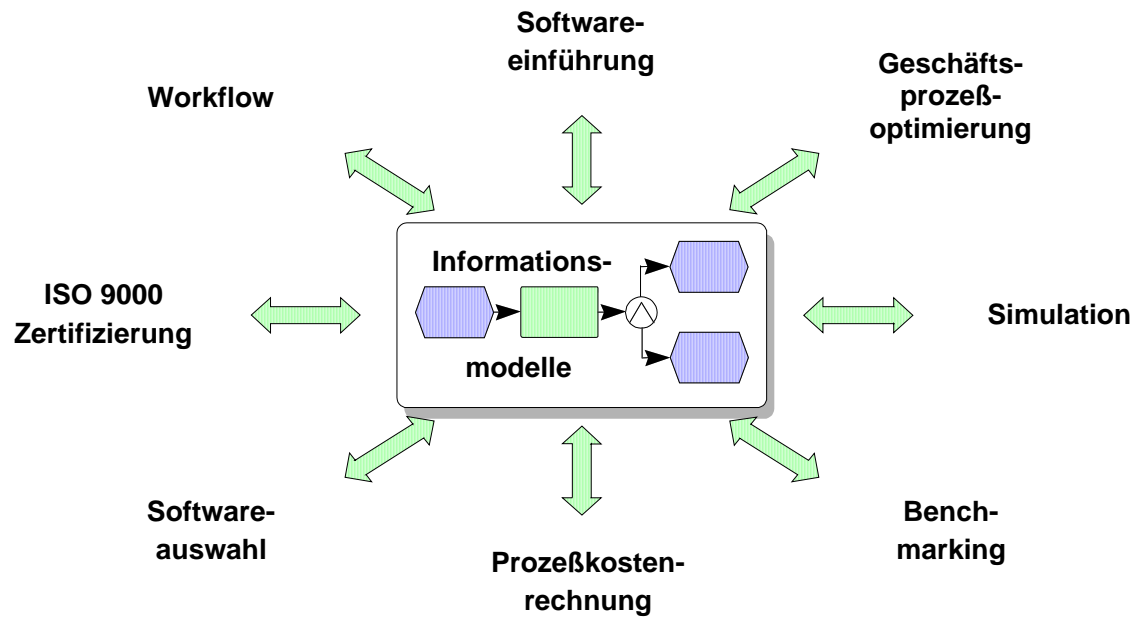 Software-
einführung
Geschäfts-
prozeß-
optimierung
Workflow
Informations-
modelle
ISO 9000
Zertifizierung
Simulation
Software-
auswahl
Prozeßkosten-
rechnung
Bench-
marking